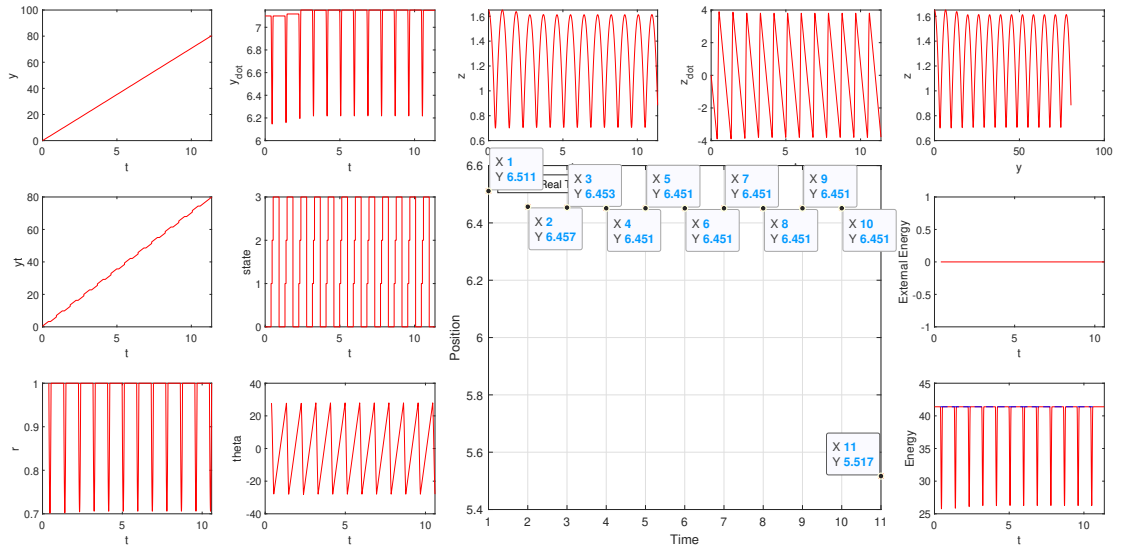 100
80
60
40
20
0
y
0
5
10
t
7
6.8
6.6
6.4
6.2
6
y_dot
0
5
10
t
1.6
1.4
1.2
1
0.8
0.6
z
0
5
10
4
2
0
-2
-4
z_dot
0
5
10
1.6
1.4
1.2
1
0.8
0.6
z
0
50
100
y
80
60
40
20
0
yt
0
5
10
t
3
2
1
0
state
0
5
10
t
6.6
6.4
6.2
6
5.8
5.6
5.4
Position
Real T
X 1
Y 6.511
X 2
Y 6.457
X 3
Y 6.453
X 4
Y 6.451
X 5
Y 6.451
X 6
Y 6.451
X 7
Y 6.451
X 8
Y 6.451
X 9
Y 6.451
X 10
Y 6.451
X 11
Y 5.517
1 2 3 4 5 6 7 8 9 10 11
Time
1
0.5
0
-0.5
-1
External Energy
0
5
10
t
1
0.9
0.8
0.7
r
0
5
10
t
40
20
0
-20
-40
theta
5
10
t
45
40
35
30
25
Energy
0
5
10
t